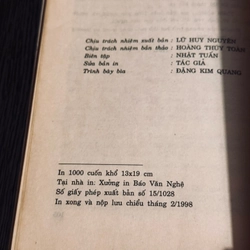 Chịu trách nhiệm xuất bản : LỮ HUY NGUYÊN
Chịu trách nhiệm bản thảo : HOÀNG THÚY TOÀN
Biên tập : NHẬT TUẤN
Sửa bản in : TÁC GIẢ
Trình bày bìa : ĐẶNG KIM QUANG
In 1000 cuốn khổ 13x19 cm
Tại nhà in: Xưởng in Báo Văn Nghệ
Số giấy phép xuất bản số 15/1028
In xong và nộp lưu chiểu tháng 2/1998